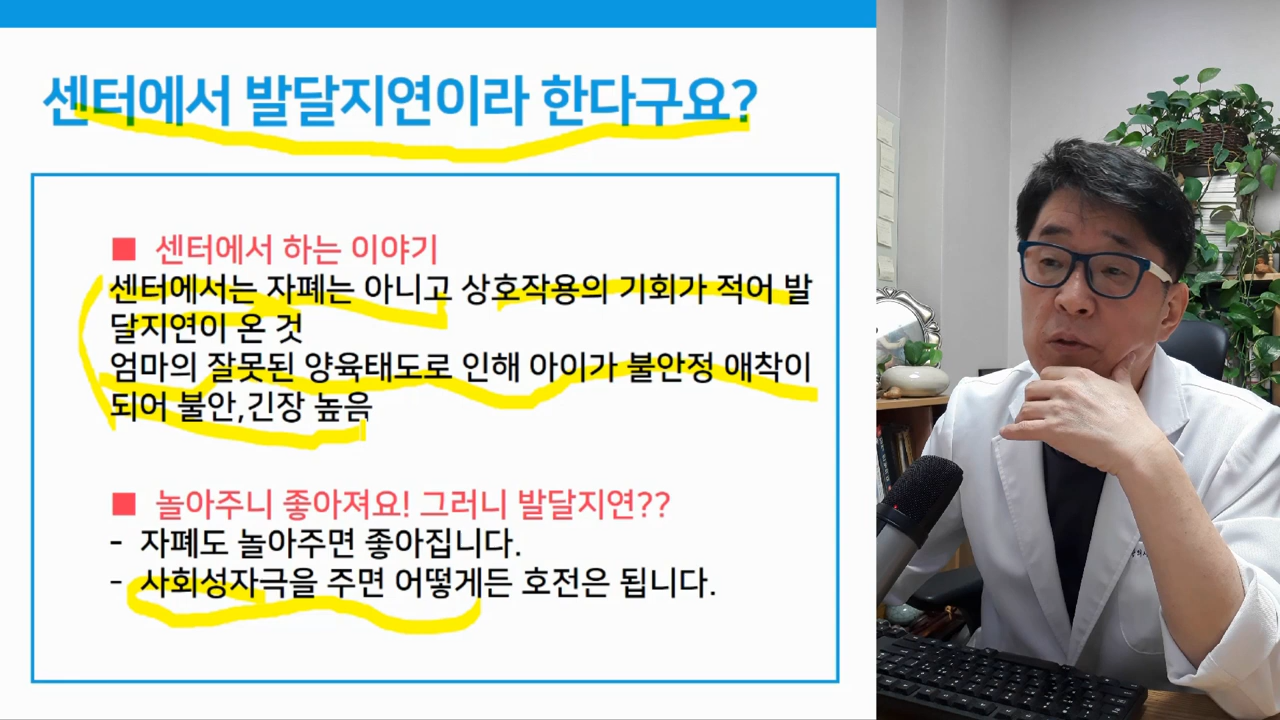 센터에서 발달지연이라 한다구요?
■ 센터에서 하는 이야기
센터에서는 자폐는 아니고 상호작용의 기회가 적어 발
달지연이 온 것
엄마의 잘못된 양육태도로 인해 아이가 불안정 애착이
되어 불안,긴장 높음
■ 놀아주니 좋아져요! 그러니 발달지연??
- 자폐도 놀아주면 좋아집니다.
- 사회성자극을 주면 어떻게든 호전은 됩니다.